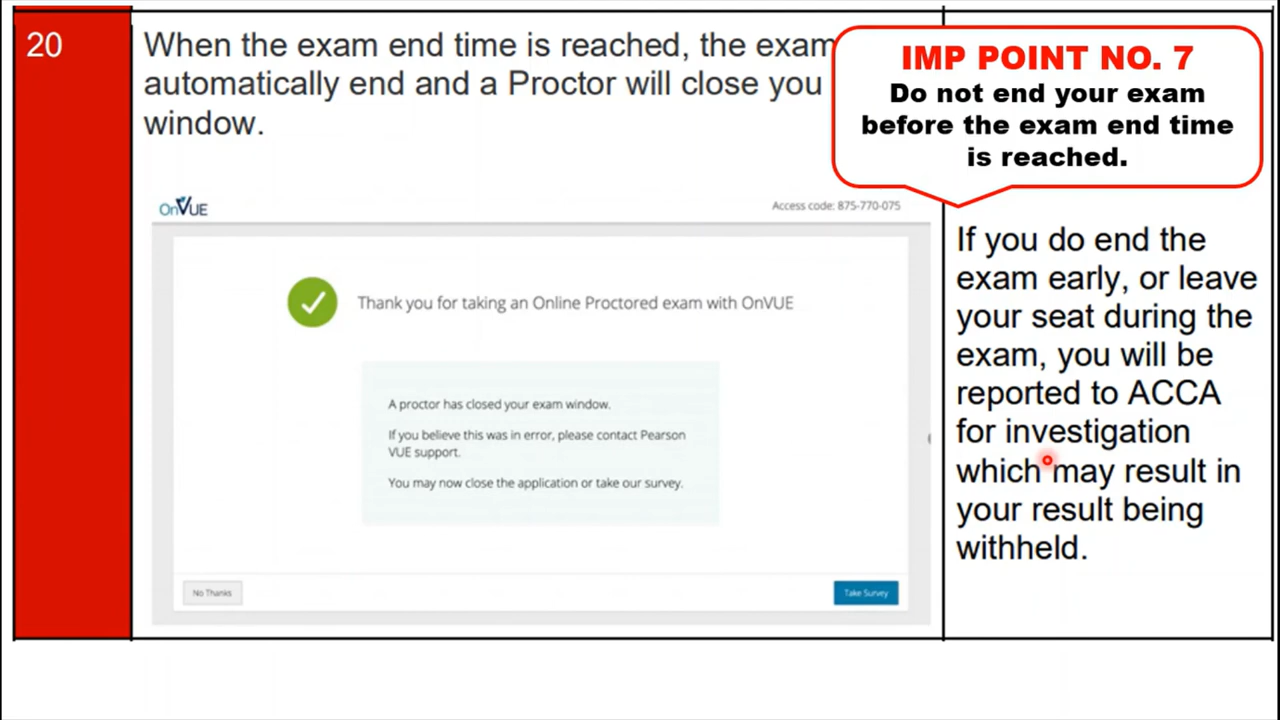 20
When the exam end time is reached, the exam
automatically end and a Proctor will close you
window.
IMP POINT NO. 7
Do not end your exam
before the exam end time
is reached.
OnVUE
Access code: 875-770-075
Thank you for taking an Online Proctored exam with OnVUE
A proctor has closed your exam window.
If you believe this was in error, please contact Pearson
VUE support.
You may now close the application or take our survey.
No Thanks
Take Survey
If you do end the
exam early, or leave
your seat during the
exam, you will be
reported to ACCA
for investigation
which may result in
your result being
withheld.